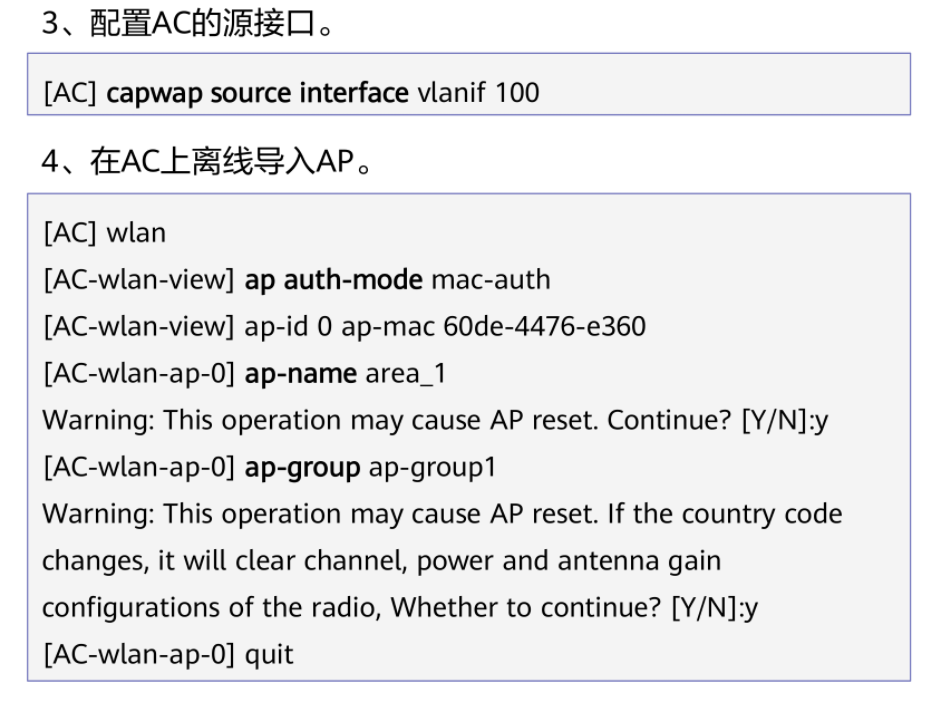 3、配置AC的源接口。
[AC] capwap source interface vlanif 100
4、在AC上离线导入AP。
[AC] wlan
[AC-wlan-view] ap auth-mode mac-auth
[AC-wlan-view] ap-id 0 ap-mac 60de-4476-e360
[AC-wlan-ap-0] ap-name area_1
Warning: This operation may cause AP reset. Continue? [Y/N]:y
[AC-wlan-ap-0] ap-group ap-group1
Warning: This operation may cause AP reset. If the country code
changes, it will clear channel, power and antenna gain
configurations of the radio, Whether to continue? [Y/N]:y
[AC-wlan-ap-0] quit